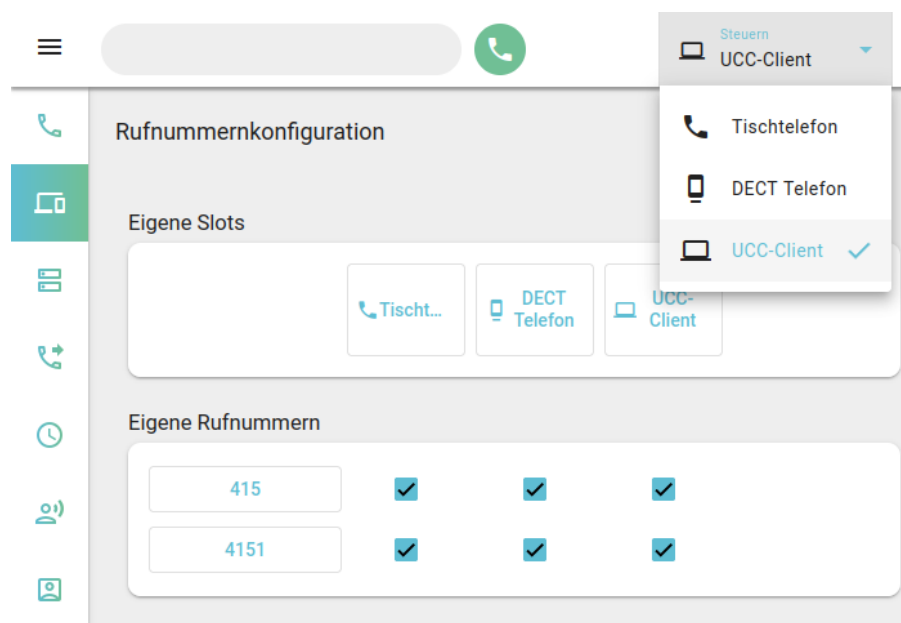 Steuern
UCC-Client
Rufnummernkonfiguration
Tischtelefon
DECT Telefon
UCC-Client
Eigene Slots
Tischt...
DECT
Telefon
UCC-
Client
Eigene Rufnummern
415
4151